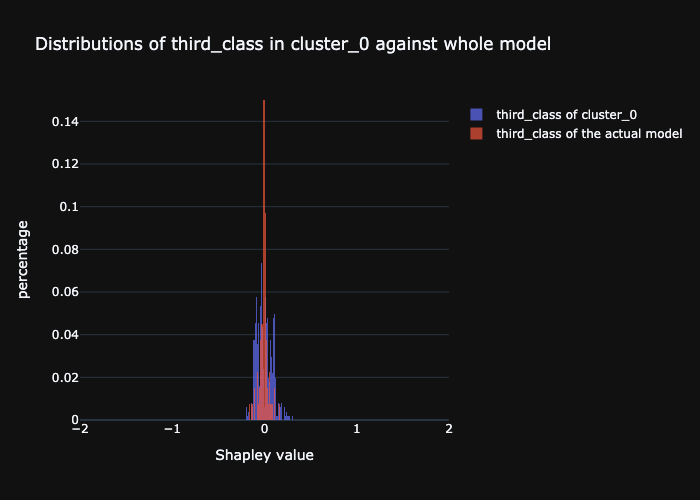 Distributions of third_class in cluster_0 against whole model
third_class of cluster_0
third_class of the actual model
0.14
0.12
0.1
0.08
0.06
0.04
0.02
0
percentage
−2
−1
0
1
2
Shapley value